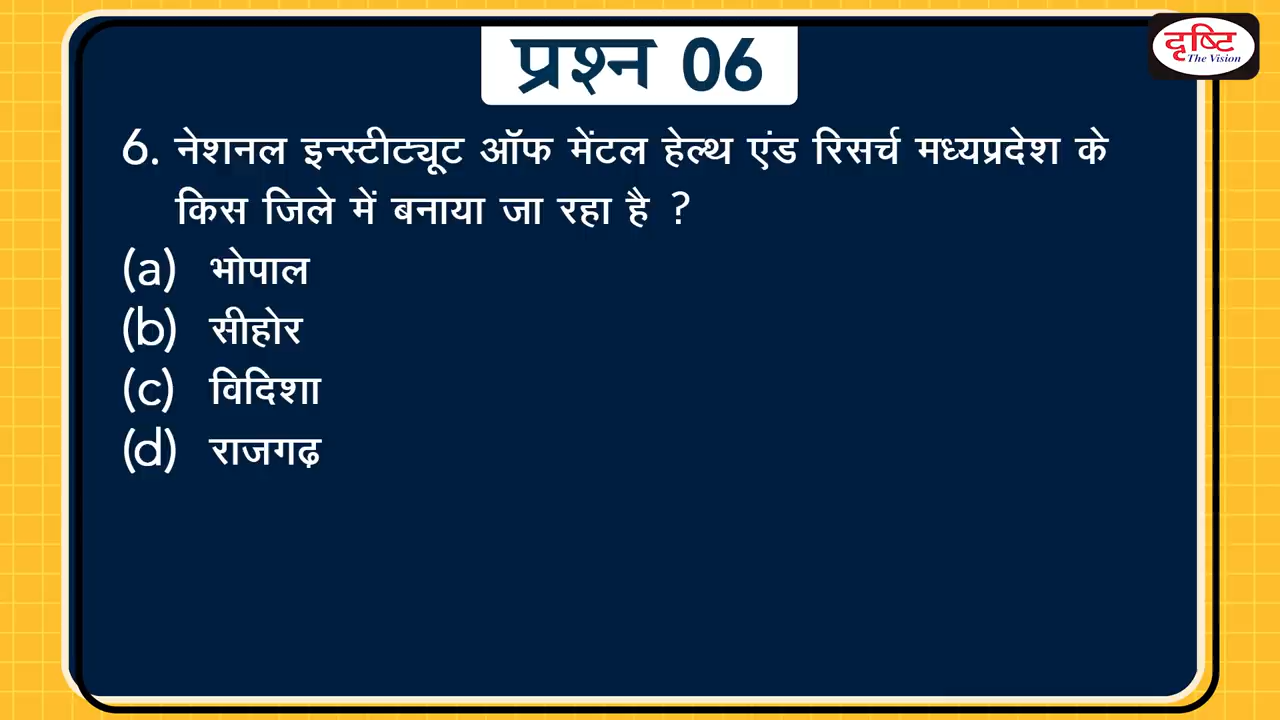 प्रश्न 06
दृष्टि
The Vision
6. नेशनल इन्स्टीट्यूट ऑफ मेंटल हेल्थ एंड रिसर्च मध्यप्रदेश के
किस जिले में बनाया जा रहा है ?
(a) भोपाल
(b) सीहोर
(c) विदिशा
(d) राजगढ़